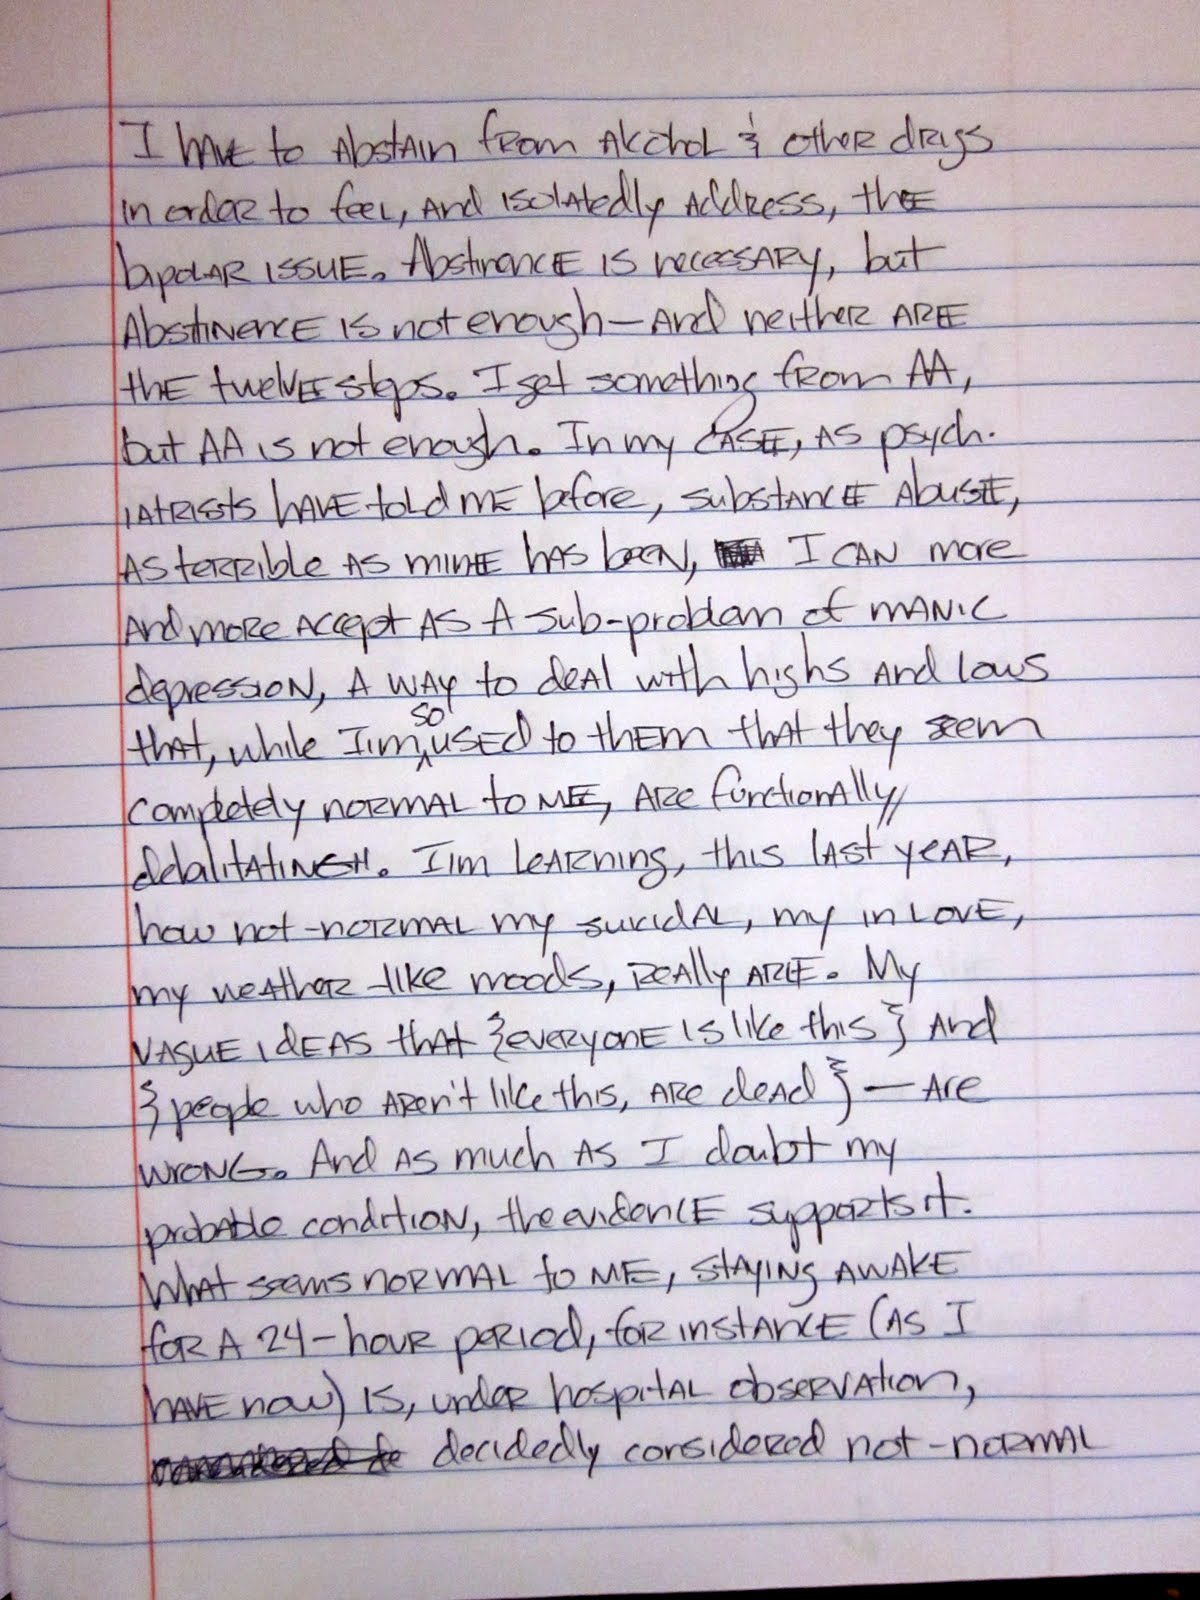 I have to abstain from alcohol & other drugs
in order to feel, and isolatedly address, the
bipolar issue. Abstinence is necessary, but
Abstinence is not enough—and neither are
the twelve steps. I get something from AA,
but AA is not enough. In my case, as psych-
iatrists have told me before, substance abuse,
as terrible as mine has been, I can more
and more accept as a sub-problem of manic
depression, a way to deal with highs and lows
that, while I'm so used to them that they seem
completely normal to me, are functionally
debalitating. I'm learning, this last year,
how not-normal my suicidal, my in love,
my weather-like moods, really are. My
vague ideas that {everyone is like this} and
{people who aren't like this, are dead}—are
wrong. And as much as I doubt my
probable condition, the evidence supports it.
What seems normal to me, staying awake
for a 24-hour period, for instance (as I
have now) is, under hospital observation,
decidedly considered not-normal